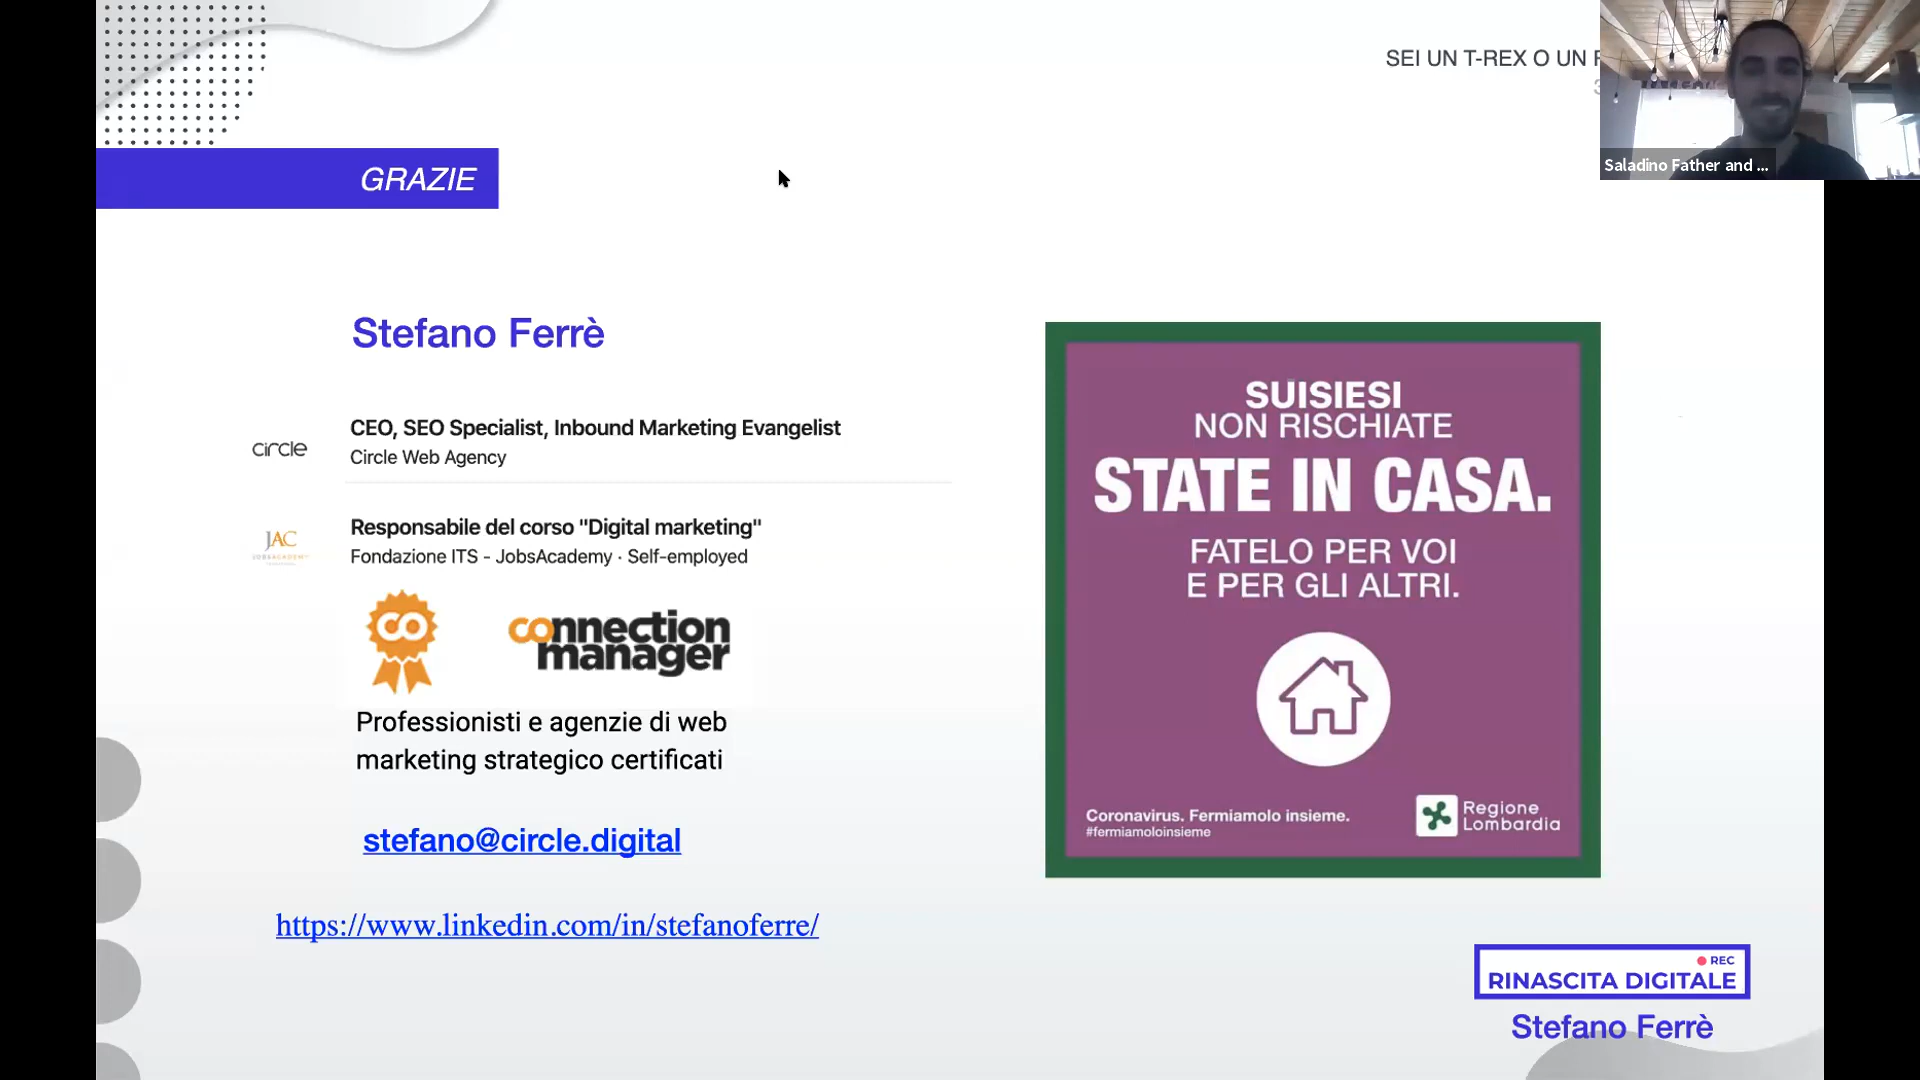 SEI UN T-REX O UN
Saladino Father and ...
GRAZIE
Stefano Ferrè
circle
CEO, SEO Specialist, Inbound Marketing Evangelist
Circle Web Agency
JAC
JOBSACADEMY
Responsabile del corso "Digital marketing"
Fondazione ITS - JobsAcademy · Self-employed
co
connection
manager
Professionisti e agenzie di web
marketing strategico certificati
stefano@circle.digital
https://www.linkedin.com/in/stefanoferre/
SUISIESI
NON RISCHIATE
STATE IN CASA.
FATELO PER VOI
E PER GLI ALTRI.
Coronavirus. Fermiamolo insieme.
#fermiamoloinsieme
Regione
Lombardia
REC
RINASCITA DIGITALE
Stefano Ferrè